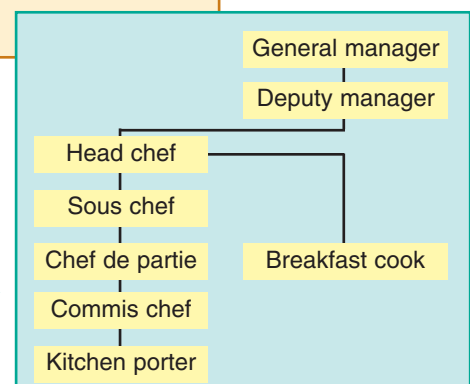 General manager
Deputy manager
Head chef
Sous chef
Chef de partie
Breakfast cook
Commis chef
Kitchen porter